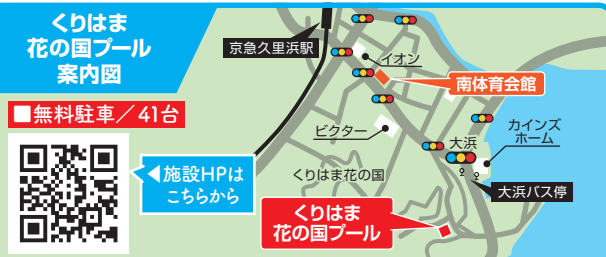 くりはま
花の国プール
案内図
■無料駐車／41台
◀施設HPは
こちらから
京急久里浜駅
イオン
南体育会館
ビクター
大浜
カインズ
ホーム
くりはま花の国
大浜バス停
くりはま
花の国プール